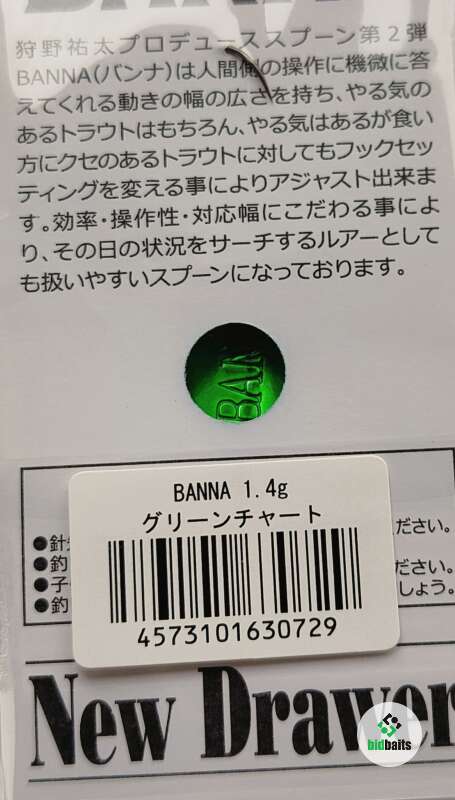 狩野祐太プロデューススプーン第2弾
BANNA(バンナ)は人間側の操作に機微に答
えてくれる動きの幅の広さを持ち、やる気の
あるトラウトはもちろん、やる気はあるが食い
方にクセのあるトラウトに対してもフックセッ
ティングを変える事によりアジャスト出来ま
す。効率・操作性・対応幅にこだわる事によ
り、その日の状況をサーチするルアーとして
も扱いやすいスプーンになっております。
BAN
BANNA 1.4g
グリーンチャート
4573101630729
●針
ださい。
●釣
ださい。
●子
しょう。
●釣
New Drawer
bidbaits